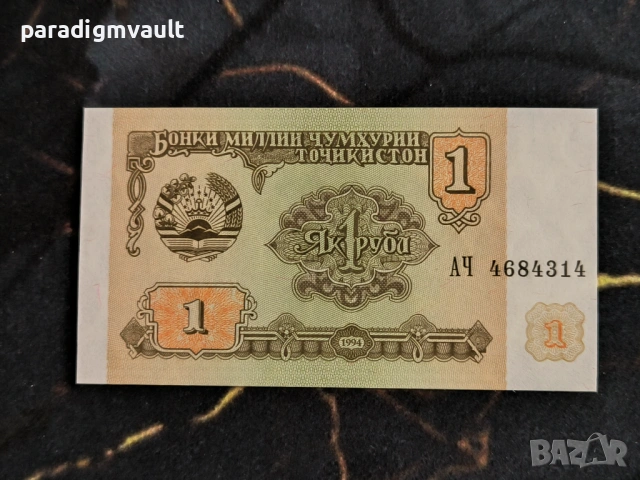 paradigmvault
БОНКИ МИЛЛИИ ҶУМҲУРИИ
ТОҶИКИСТОН
1
ЯК 1 РУБЛ
АЧ 4684314
1
1994
1
BAZAR